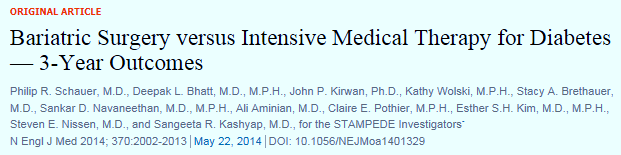 ORIGINAL ARTICLE
Bariatric Surgery versus Intensive Medical Therapy for Diabetes
— 3-Year Outcomes
Philip R. Schauer, M.D., Deepak L. Bhatt, M.D., M.P.H., John P. Kirwan, Ph.D., Kathy Wolski, M.P.H., Stacy A. Brethauer,
M.D., Sankar D. Navaneethan, M.D., M.P.H., Ali Aminian, M.D., Claire E. Pothier, M.P.H., Esther S.H. Kim, M.D., M.P.H.,
Steven E. Nissen, M.D., and Sangeeta R. Kashyap, M.D., for the STAMPEDE Investigators*
N Engl J Med 2014; 370:2002-2013 | May 22, 2014 | DOI: 10.1056/NEJMoa1401329